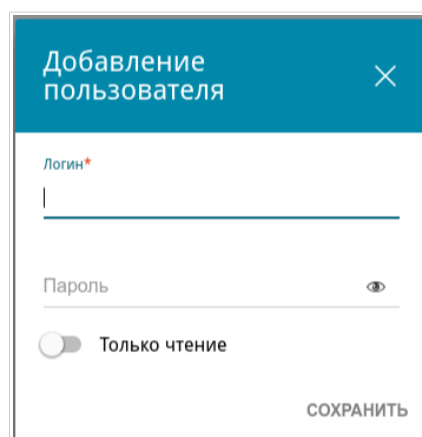 Добавление
пользователя
Логин*
Пароль
Только чтение
СОХРАНИТЬ